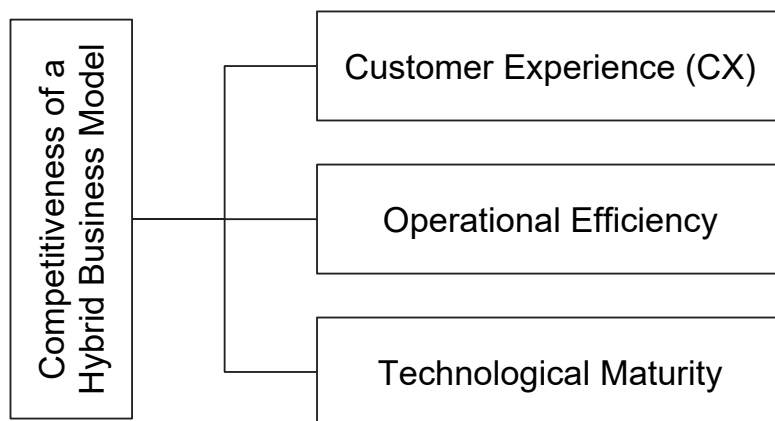 Competitiveness of a
Hybrid Business Model
Customer Experience (CX)
Operational Efficiency
Technological Maturity